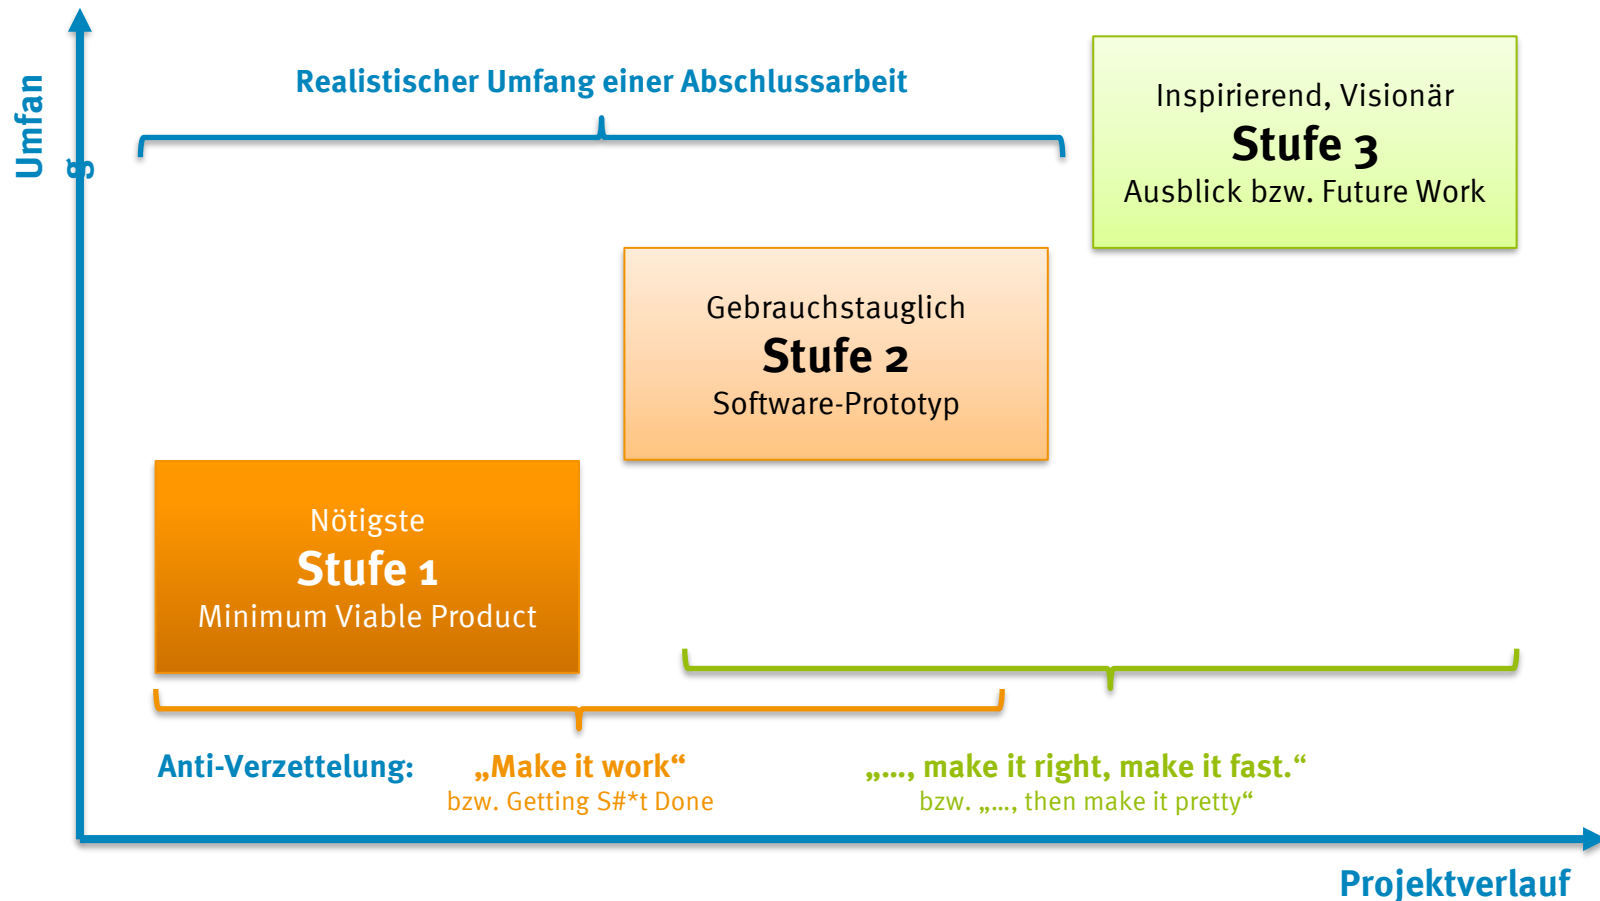 Umfan
g
Realistischer Umfang einer Abschlussarbeit
Inspirierend, Visionär
Stufe 3
Ausblick bzw. Future Work
Gebrauchstauglich
Stufe 2
Software-Prototyp
Nötigste
Stufe 1
Minimum Viable Product
Anti-Verzettelung:
„Make it work“
bzw. Getting S#*t Done
„…, make it right, make it fast.“
bzw. „…, then make it pretty“
Projektverlauf